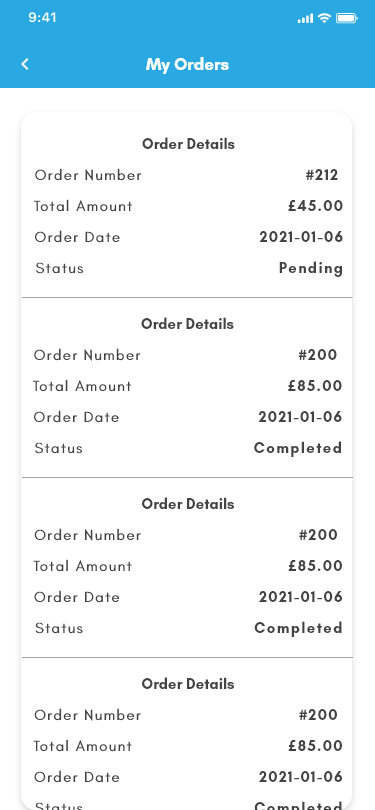 9:41
My Orders
Order Details
Order Number #212
Total Amount £45.00
Order Date 2021-01-06
Status Pending
Order Details
Order Number #200
Total Amount £85.00
Order Date 2021-01-06
Status Completed
Order Details
Order Number #200
Total Amount £85.00
Order Date 2021-01-06
Status Completed
Order Details
Order Number #200
Total Amount £85.00
Order Date 2021-01-06
Status Completed